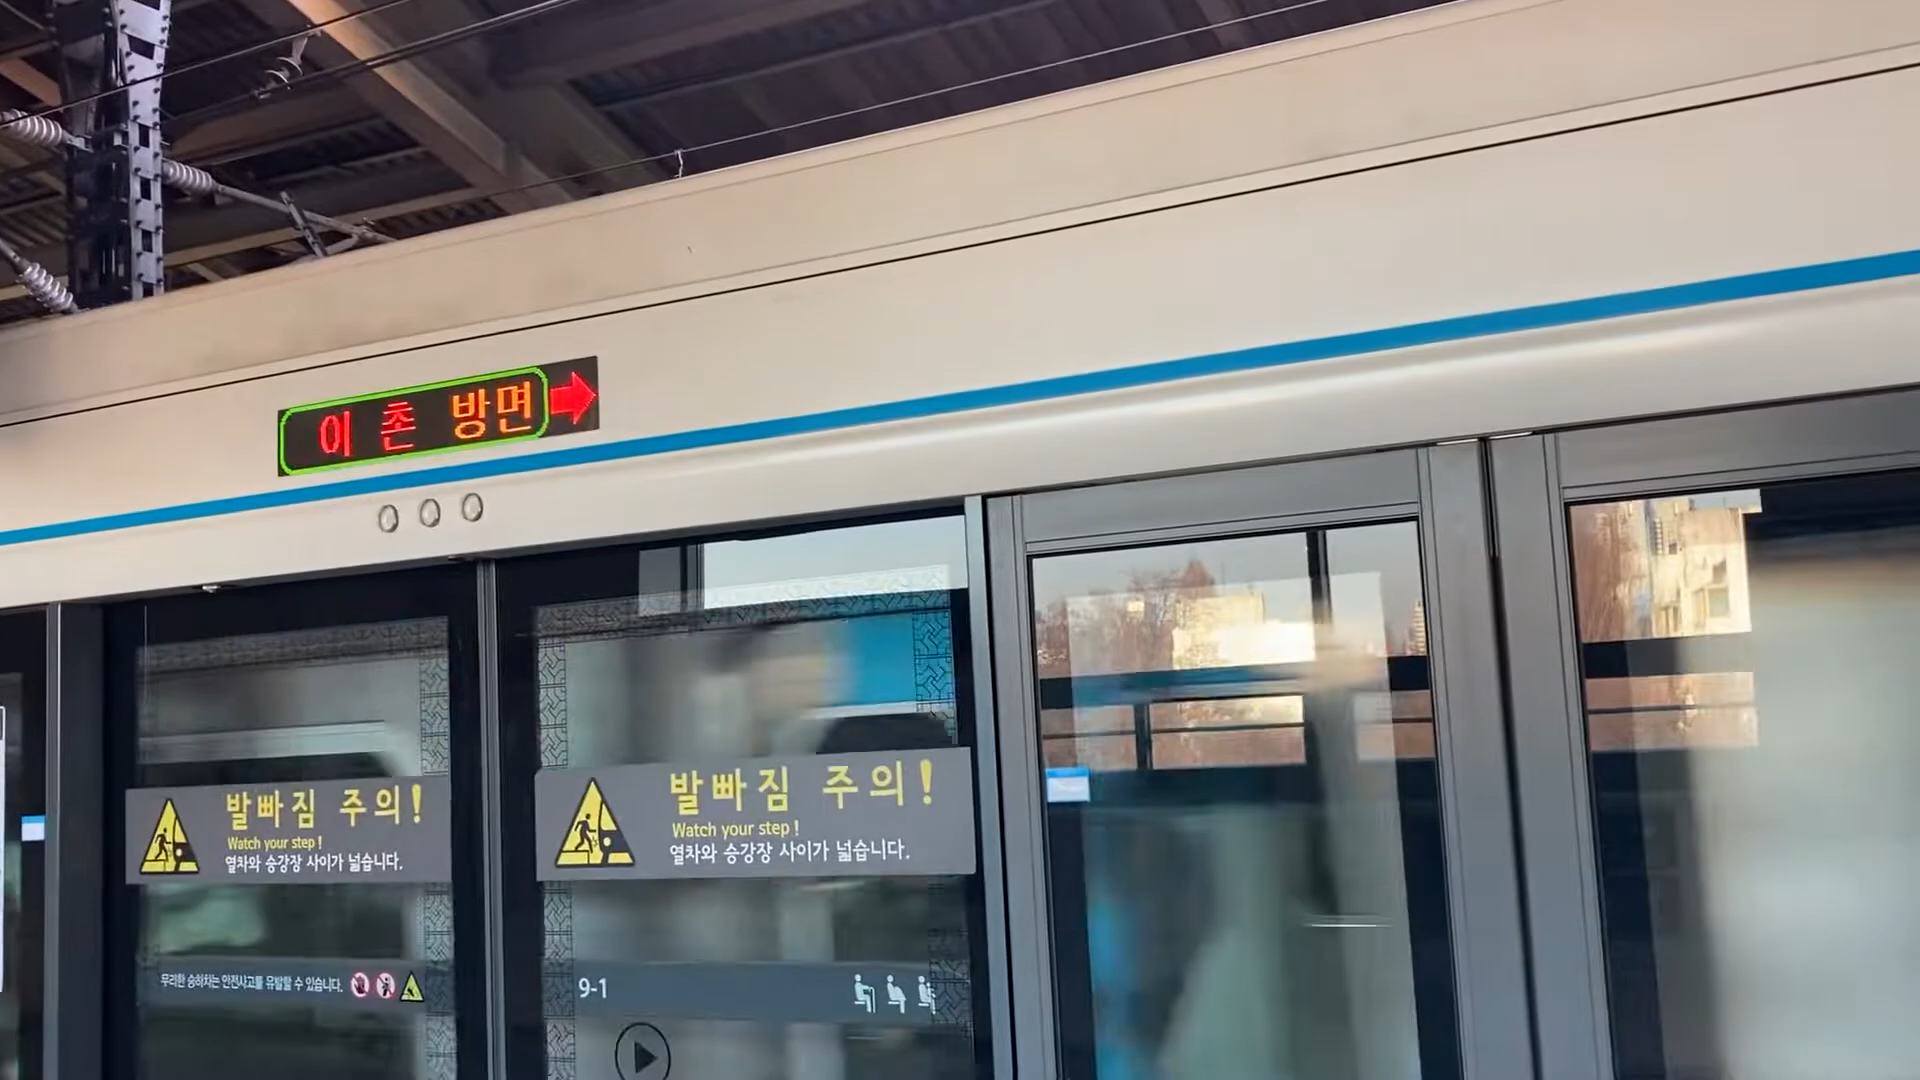 이촌 방면
발빠짐 주의!
Watch your step!
열차와 승강장 사이가 넓습니다.
발빠짐 주의!
Watch your step!
열차와 승강장 사이가 넓습니다.
무리한 승하차는 안전사고를 유발할 수 있습니다.
9-1